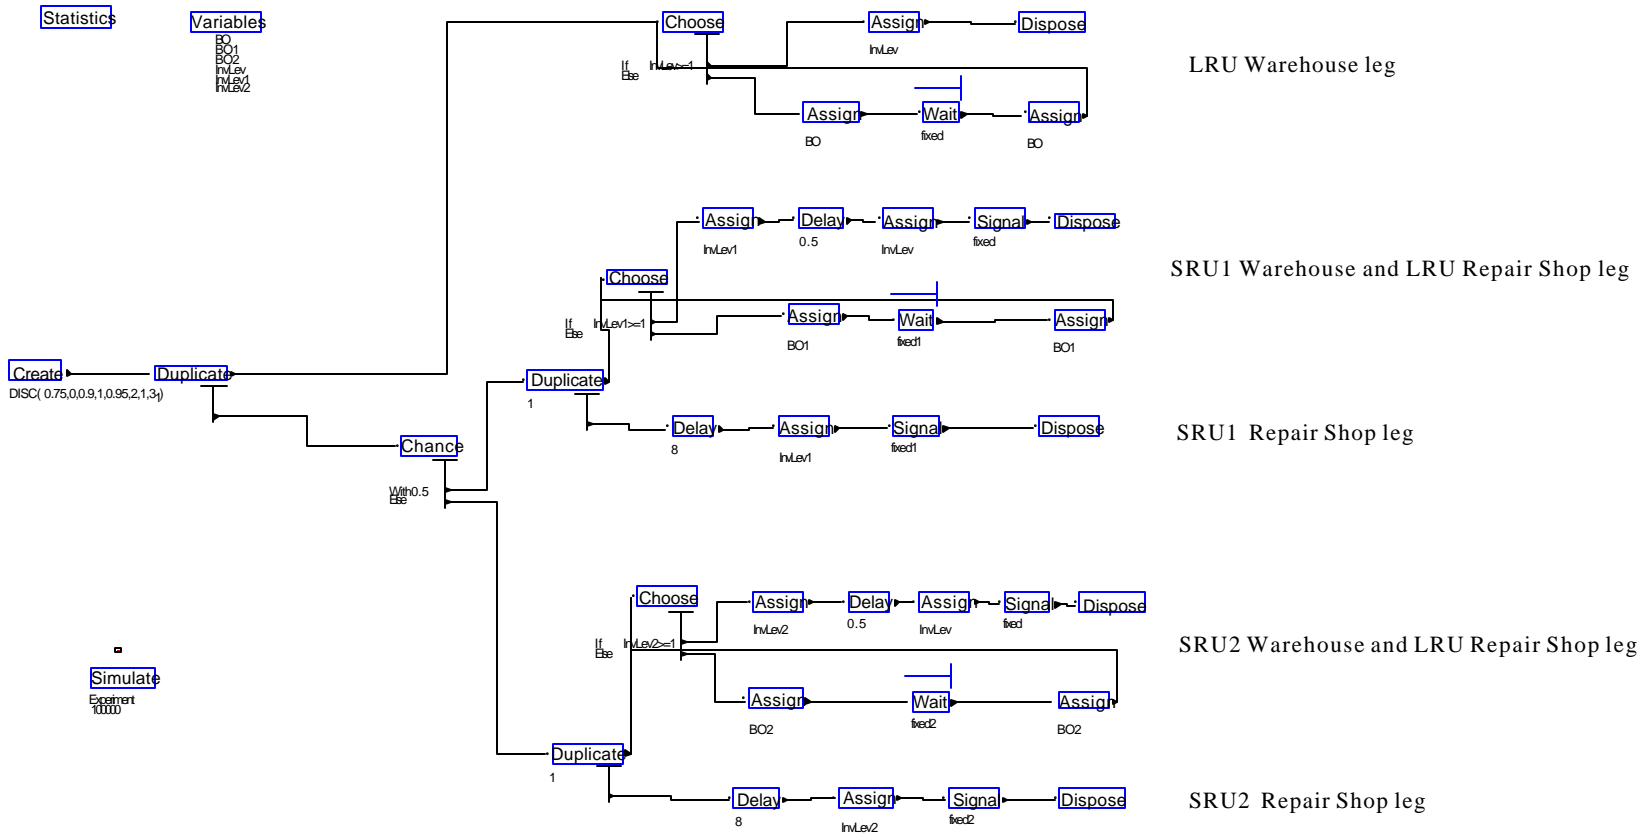 Statistics
Variables
BO
BO1
BO2
InvLev
InvLev1
InvLev2
Choose
If InvLev>=1
Else
Assign
InvLev
Dispose
LRU Warehouse leg
Assign
BO
Wait
fixed
Assign
BO
Assign
InvLev1
Delay
0.5
Assign
InvLev
Signal
fixed
Dispose
SRU1 Warehouse and LRU Repair Shop leg
Choose
If InvLev1>=1
Else
Assign
BO1
Wait
fixed1
Assign
BO1
Create
DISC( 0.75,0,0.9,1,0.95,2,1,3)
Duplicate
1
Duplicate
1
Delay
8
Assign
InvLev1
Signal
fixed1
Dispose
SRU1 Repair Shop leg
Chance
With0.5
Else
Choose
If InvLev2>=1
Else
Assign
InvLev2
Delay
0.5
Assign
InvLev
Signal
fixed
Dispose
SRU2 Warehouse and LRU Repair Shop leg
Simulate
Experiment
100000
Assign
BO2
Wait
fixed2
Assign
BO2
Duplicate
1
Delay
8
Assign
InvLev2
Signal
fixed2
Dispose
SRU2 Repair Shop leg